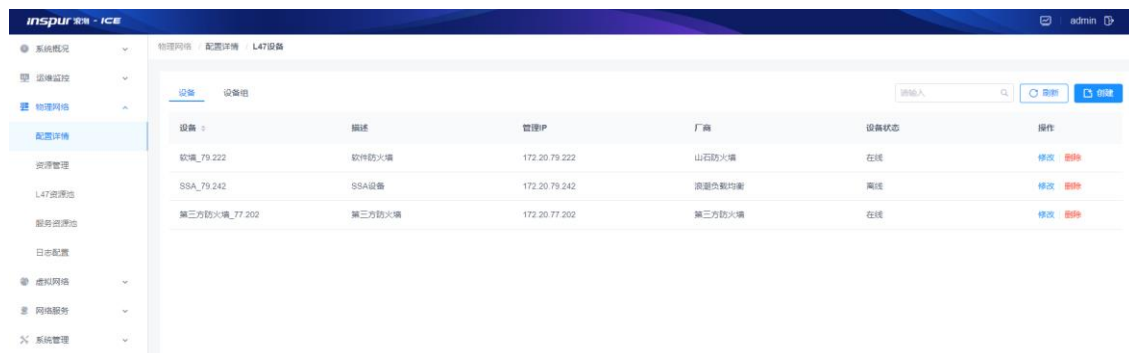 inspur 浪潮 - ICE
admin
系统概况
物理网络 / 配置详情 / L47设备
运维监控
设备 设备组
请输入 刷新 创建
物理网络
设备 描述 管理IP 厂商 设备状态 操作
配置详情
软墙_79.222 软件防火墙 172.20.79.222 山石防火墙 在线 修改 删除
资源管理
SSA_79.242 SSA设备 172.20.79.242 浪潮负载均衡 离线 修改 删除
L47资源池
第三方防火墙_77.202 第三方防火墙 172.20.77.202 第三方防火墙 在线 修改 删除
服务资源池
日志配置
虚拟网络
网络服务
系统管理